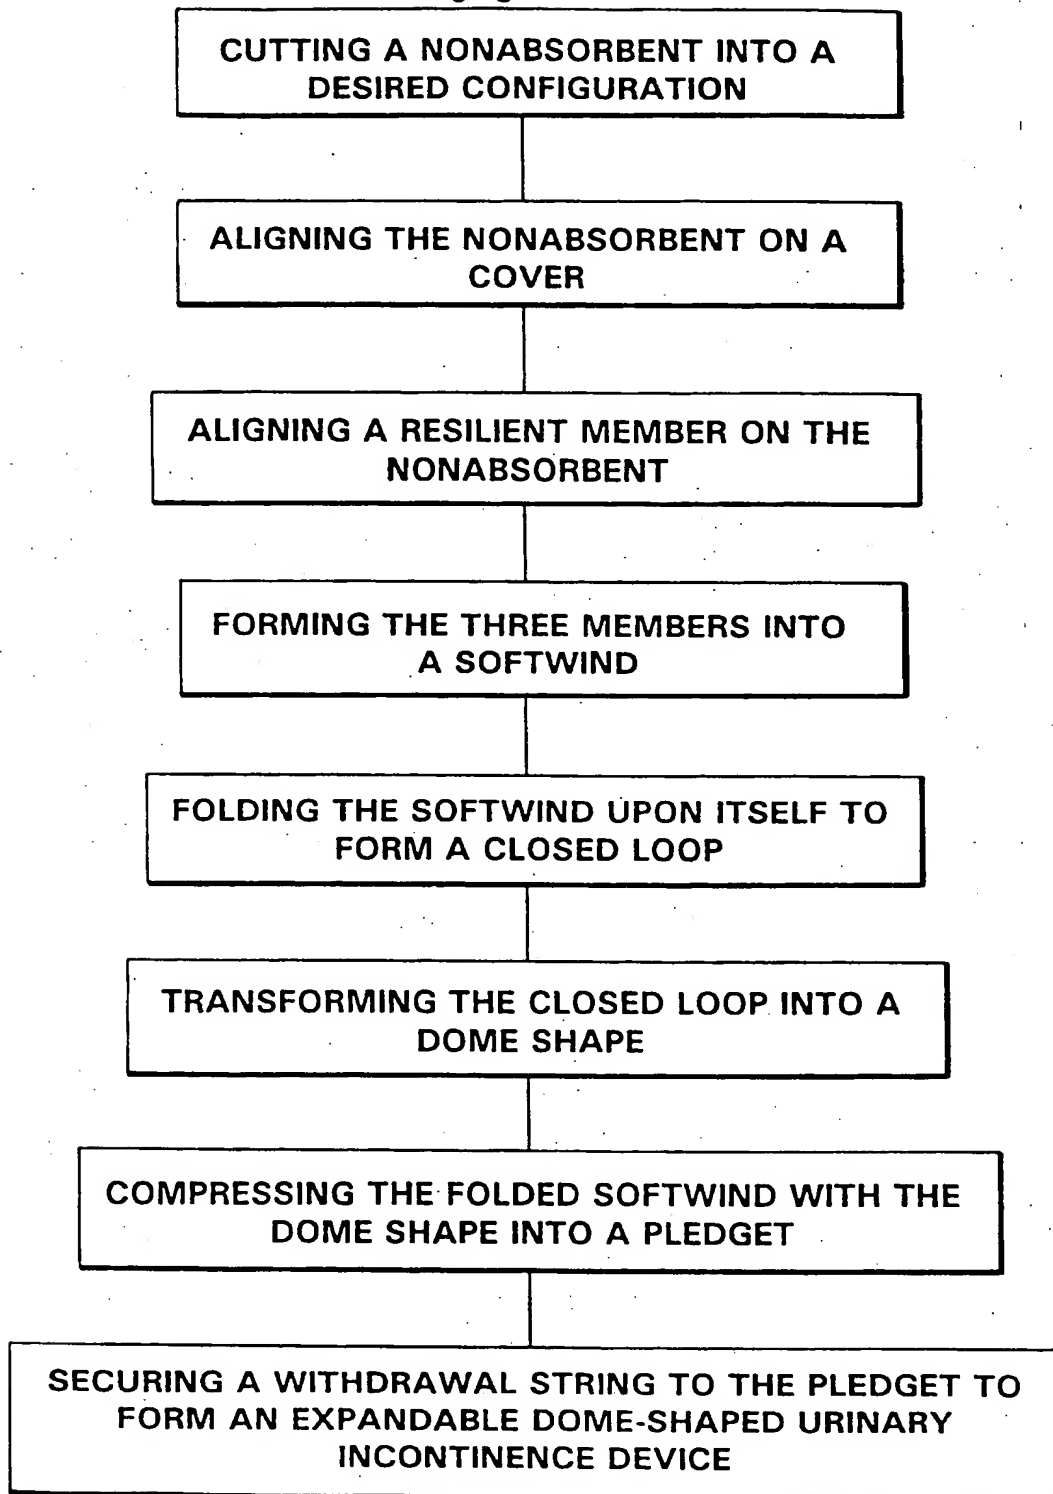 CUTTING A NONABSORBENT INTO A
DESIRED CONFIGURATION
ALIGNING THE NONABSORBENT ON A
COVER
ALIGNING A RESILIENT MEMBER ON THE
NONABSORBENT
FORMING THE THREE MEMBERS INTO
A SOFTWIND
FOLDING THE SOFTWIND UPON ITSELF TO
FORM A CLOSED LOOP
TRANSFORMING THE CLOSED LOOP INTO A
DOME SHAPE
COMPRESSING THE FOLDED SOFTWIND WITH THE
DOME SHAPE INTO A PLEDGET
SECURING A WITHDRAWAL STRING TO THE PLEDGET TO
FORM AN EXPANDABLE DOME-SHAPED URINARY
INCONTINENCE DEVICE